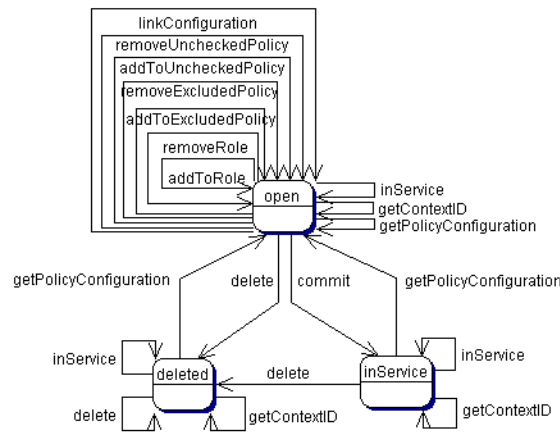 linkConfiguration
removeUncheckedPolicy
addToUncheckedPolicy
removeExcludedPolicy
addToExcludedPolicy
removeRole
addToRole
open
inService
getContextID
getPolicyConfiguration
getPolicyConfiguration
delete
commit
getPolicyConfiguration
inService
deleted
delete
inService
inService
delete
getContextID
getContextID